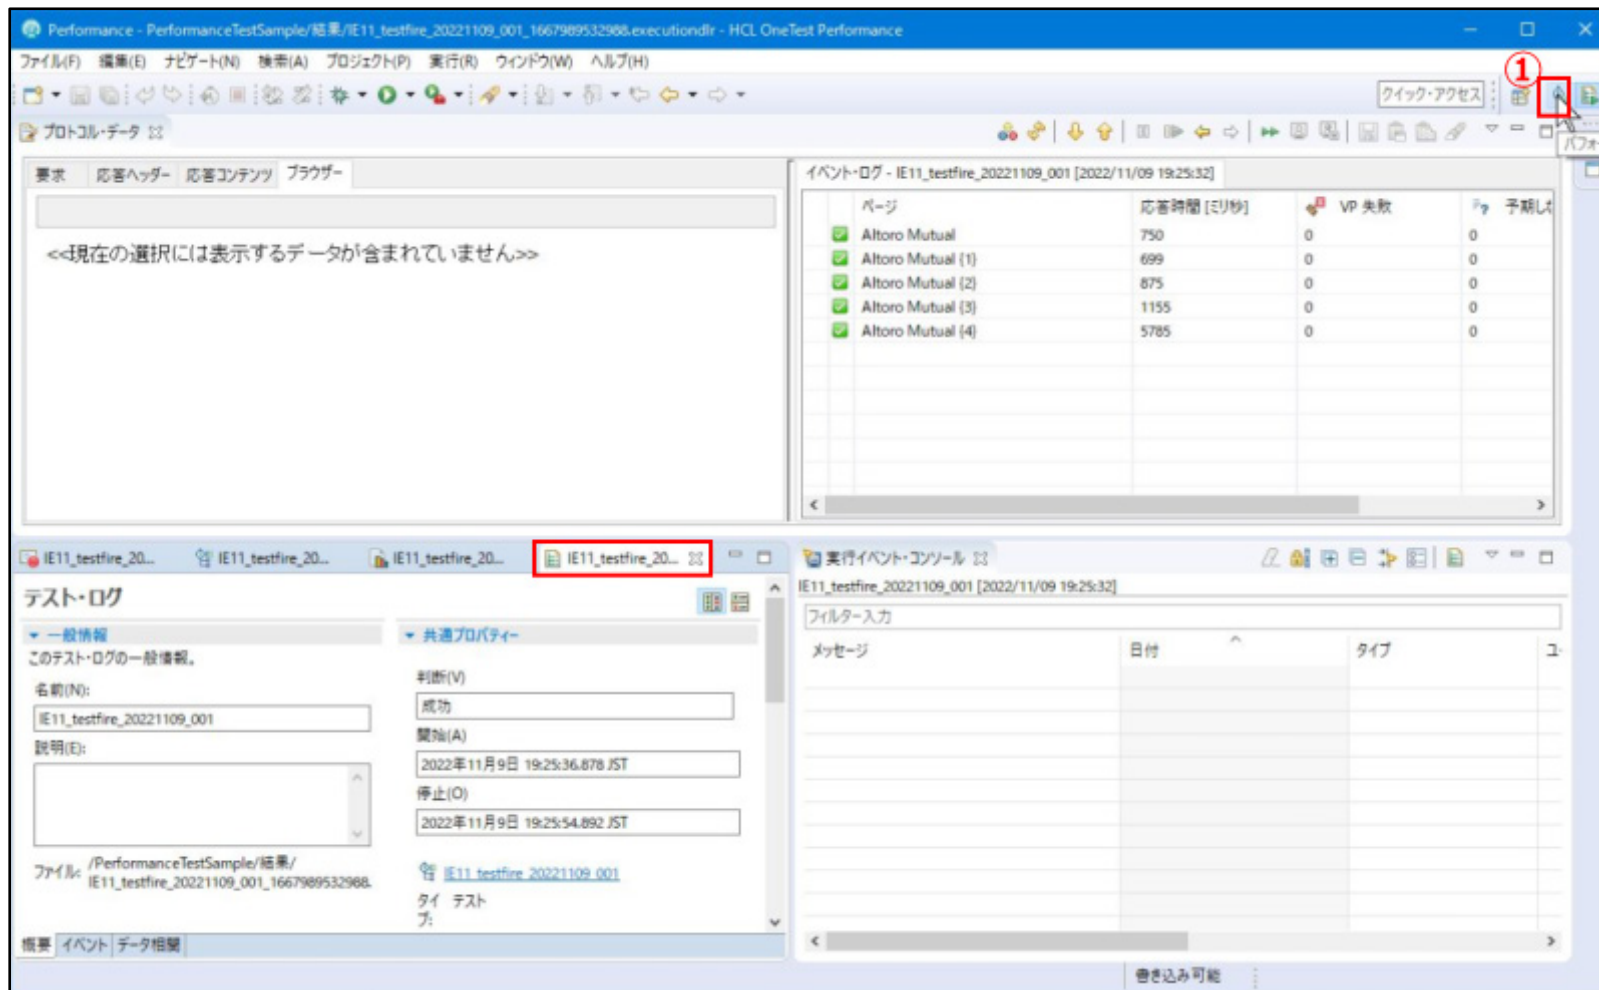 Performance - PerformanceTestSample/結果/IE11_testfire_20221109_001_1667989532988.executiondlr - HCL OneTest Performance
ファイル(F) 編集(E) ナビゲート(N) 検索(A) プロジェクト(P) 実行(R) ウィンドウ(W) ヘルプ(H)
①
クイック・アクセス
プロトコル・データ
パフォー
要求 応答ヘッダー 応答コンテンツ ブラウザー
<<現在の選択には表示するデータが含まれていません>>
イベント・ログ - IE11_testfire_20221109_001 [2022/11/09 19:25:32]
ページ 応答時間 [ミリ秒] VP 失敗 予期した
Altoro Mutual 750 0 0
Altoro Mutual {1} 699 0 0
Altoro Mutual {2} 875 0 0
Altoro Mutual {3} 1155 0 0
Altoro Mutual {4} 5785 0 0
IE11_testfire_20... IE11_testfire_20... IE11_testfire_20... IE11_testfire_20...
テスト・ログ
一般情報
このテスト・ログの一般情報。
名前(N):
IE11_testfire_20221109_001
説明(E):
ファイル: /PerformanceTestSample/結果/
IE11_testfire_20221109_001_1667989532988.
共通プロパティー
判断(V)
成功
開始(A)
2022年11月9日 19:25:36.878 JST
停止(O)
2022年11月9日 19:25:54.892 JST
IE11_testfire_20221109_001
タイ テスト
プ:
概要 イベント データ相関
実行イベント・コンソール
IE11_testfire_20221109_001 [2022/11/09 19:25:32]
フィルター入力
メッセージ 日付 タイプ ユ
書き込み可能